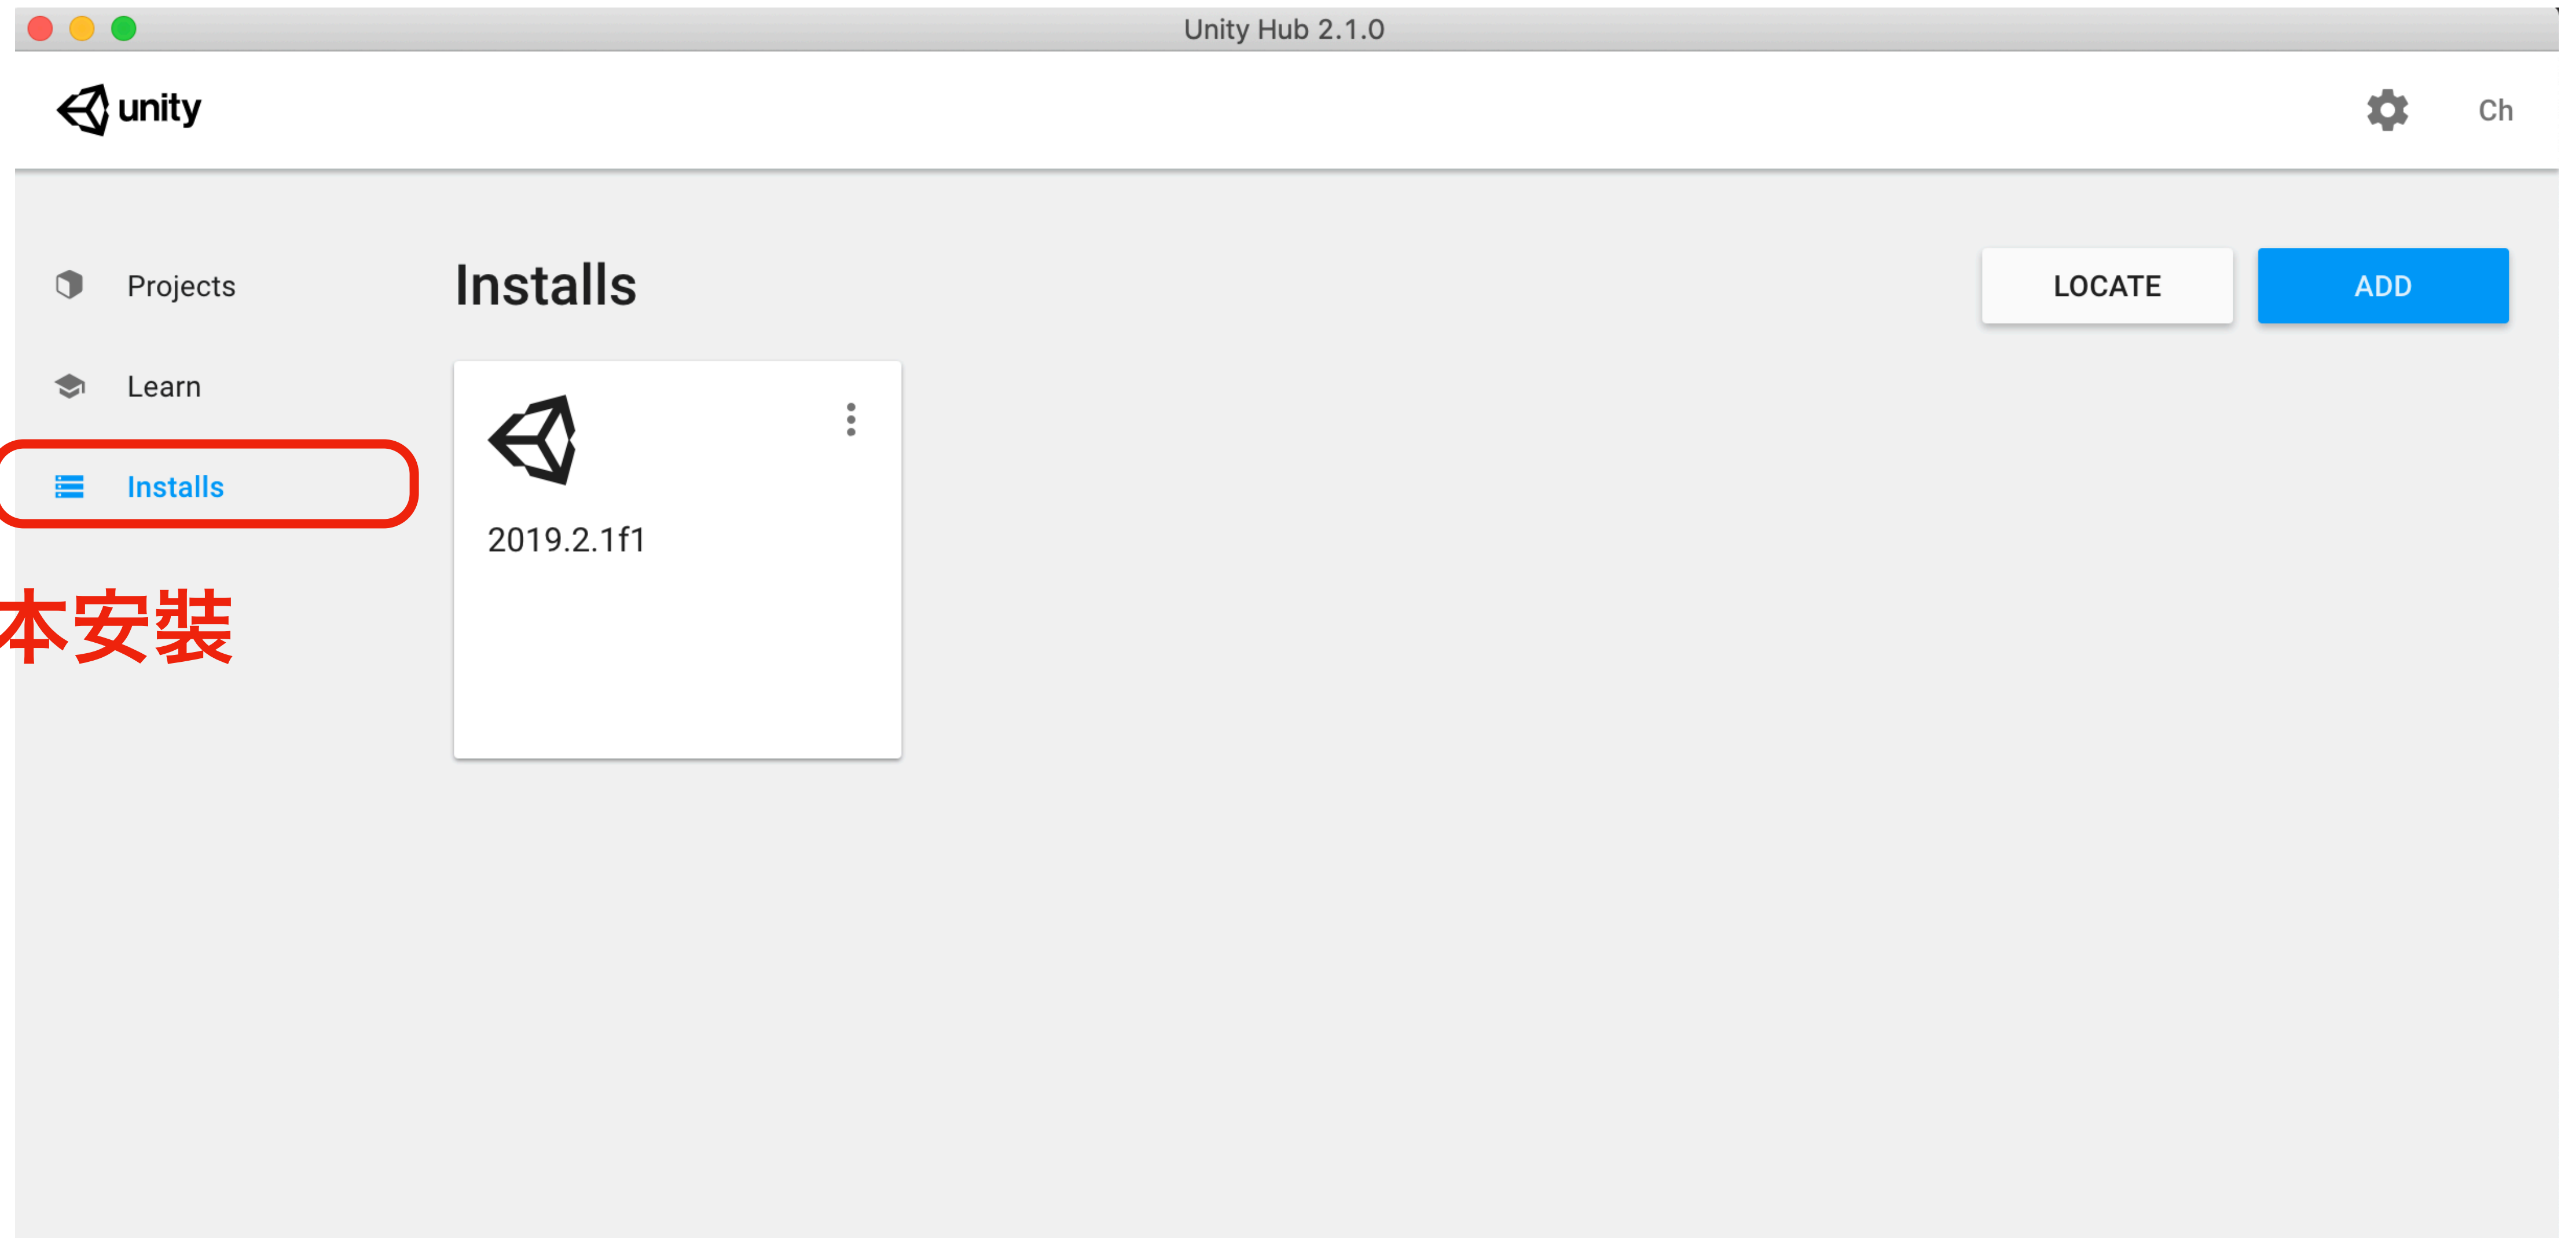 Unity Hub 2.1.0
unity
Ch
Projects
Installs
LOCATE
ADD
Learn
Installs
2019.2.1f1
本安裝